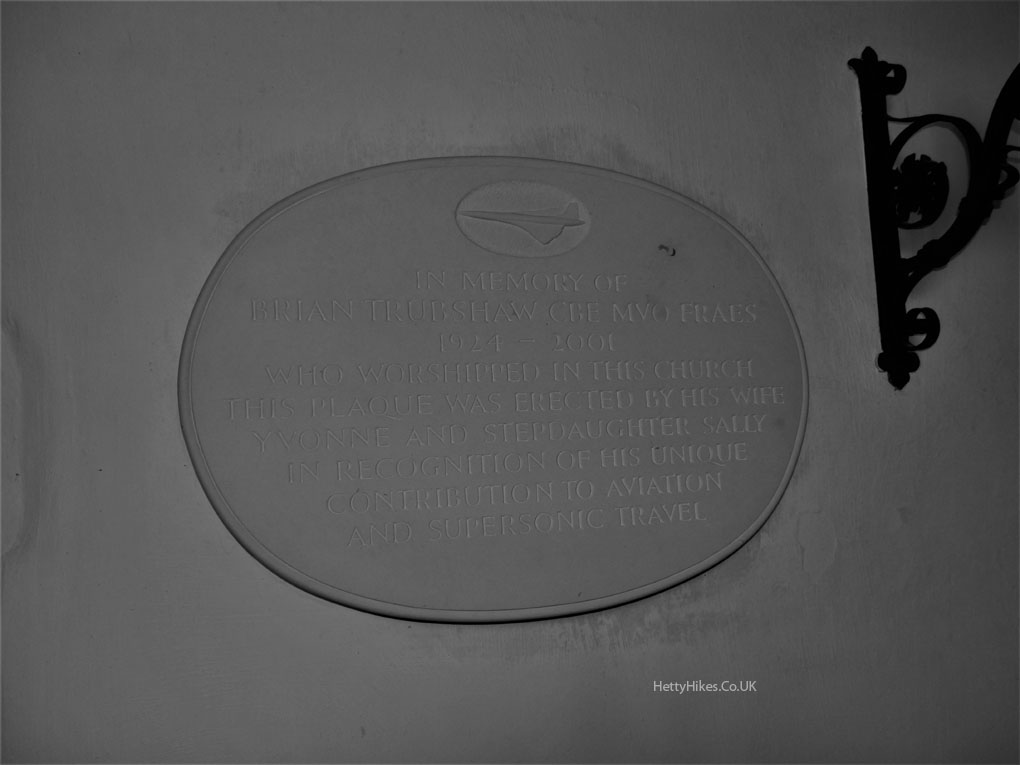 IN MEMORY OF
BRIAN TRUBSHAW CBE MVO FRAES
1924 – 2001
WHO WORSHIPPED IN THIS CHURCH
THIS PLAQUE WAS ERECTED BY HIS WIFE
YVONNE AND STEPDAUGHTER SALLY
IN RECOGNITION OF HIS UNIQUE
CONTRIBUTION TO AVIATION
AND SUPERSONIC TRAVEL
HettyHikes.Co.UK